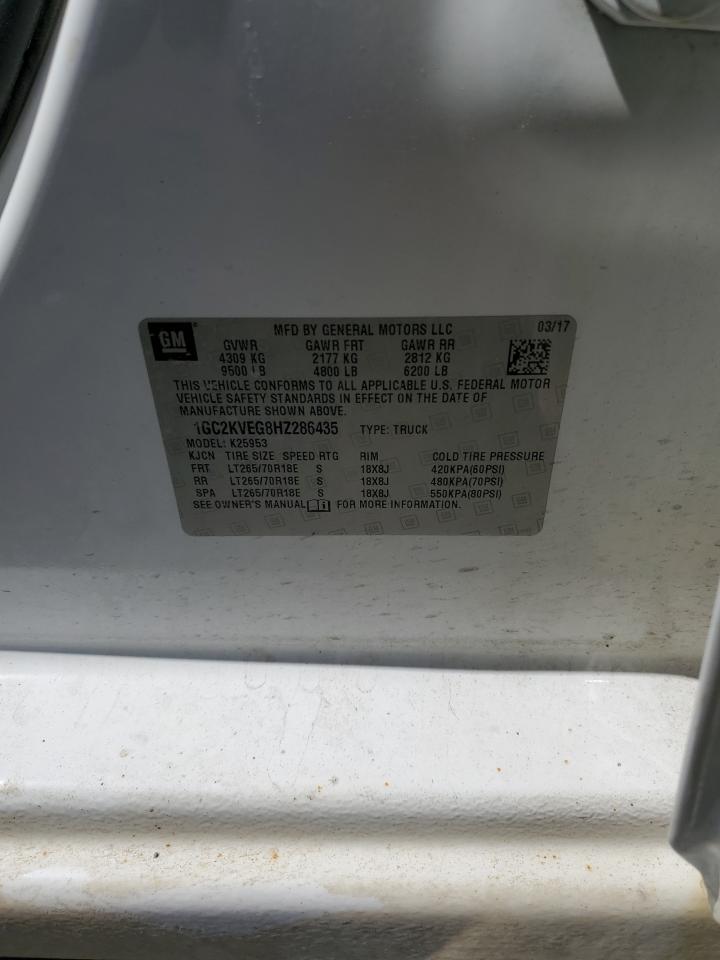 GM MFD BY GENERAL MOTORS LLC 03/17
GVWR GAWR FRT GAWR RR
4309 KG 2177 KG 2812 KG
9500 LB 4800 LB 6200 LB
THIS VEHICLE CONFORMS TO ALL APPLICABLE U.S. FEDERAL MOTOR
VEHICLE SAFETY STANDARDS IN EFFECT ON THE DATE OF
MANUFACTURE SHOWN ABOVE.
1GC2KVEG8HZ286435 TYPE: TRUCK
MODEL: K25953
KJCN TIRE SIZE SPEED RTG RIM COLD TIRE PRESSURE
FRT LT265/70R18E S 18X8J 420KPA(60PSI)
RR LT265/70R18E S 18X8J 480KPA(70PSI)
SPA LT265/70R18E S 18X8J 550KPA(80PSI)
SEE OWNER'S MANUAL i FOR MORE INFORMATION.